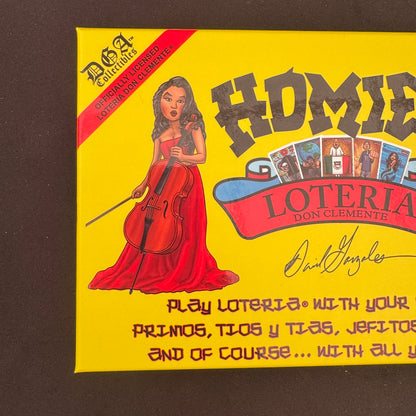 DGA™
Collectibles
OFFICIALLY LICENSED
LOTERIA DON CLEMENTE®
HOMIE
LOTERIA
DON CLEMENTE
David Gonzales
PLAY LOTERIA® WITH YOUR
PRIMOS, TIOS Y TIAS, JEFITOS
AND OF COURSE... WITH ALL Y